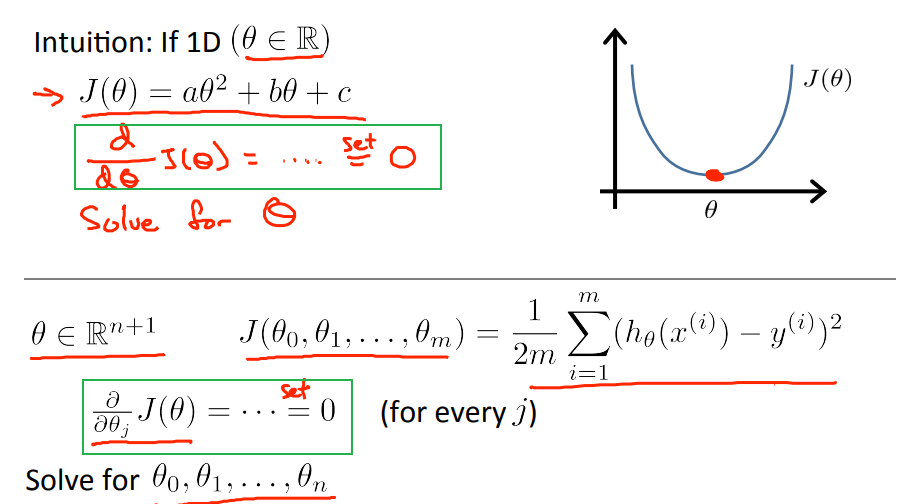 Intuition: If 1D (θ ∈ ℝ)
→ J(θ) = aθ² + bθ + c
d/dθ J(θ) = .... set = 0
Solve for θ
J(θ)
θ
θ ∈ ℝⁿ⁺¹
J(θ₀, θ₁, . . . , θₘ) = 1/2m ∑ᵢ₌₁ᵐ (h_θ(x⁽ⁱ⁾) − y⁽ⁱ⁾)²
∂/∂θⱼ J(θ) = ··· set = 0 (for every j)
Solve for θ₀, θ₁, . . . , θₙ